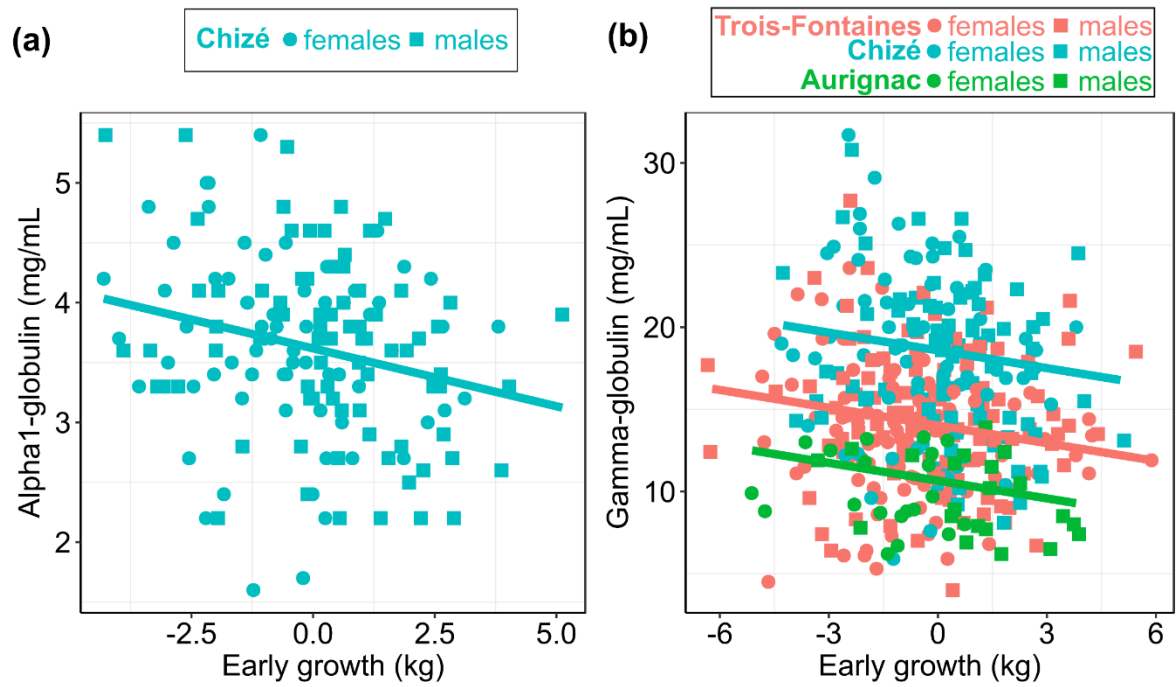 (a)
Chizé females males
Alpha1-globulin (mg/mL)
5
4
3
2
-2.5 0.0 2.5 5.0
Early growth (kg)
(b)
Trois-Fontaines females males
Chizé females males
Aurignac females males
Gamma-globulin (mg/mL)
30
20
10
-6 -3 0 3 6
Early growth (kg)